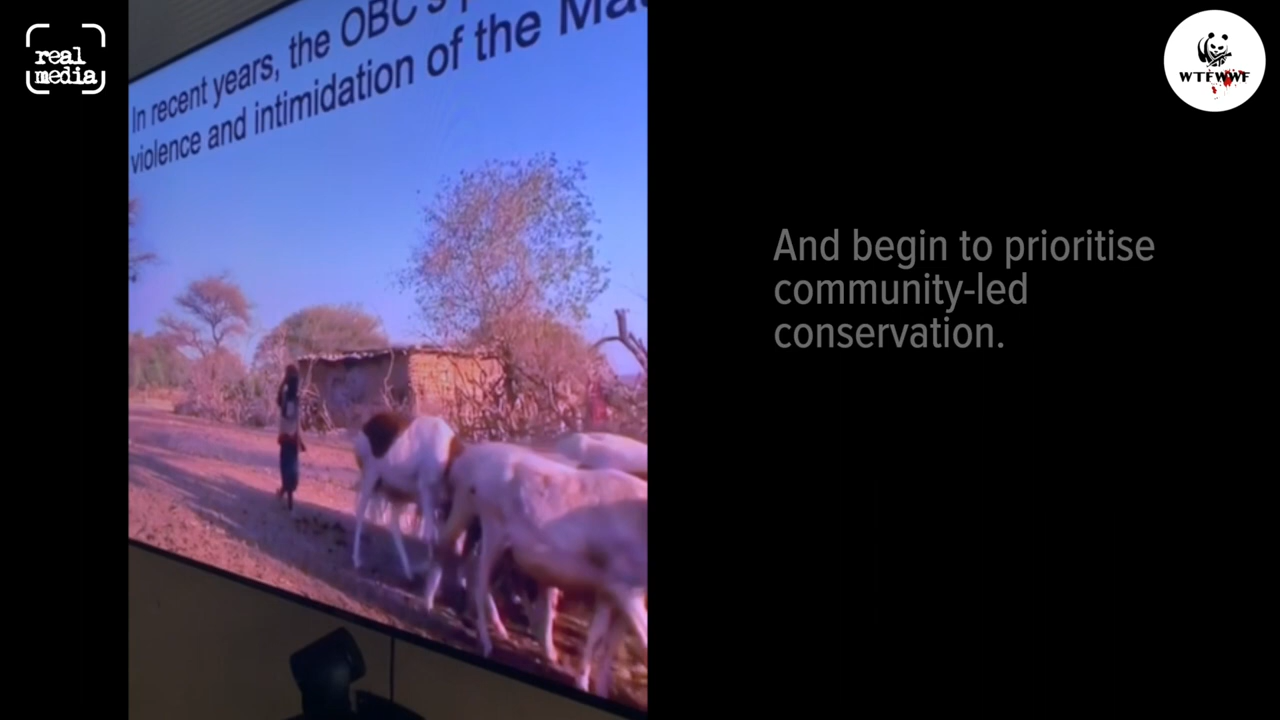 real
media
In recent years, the OBC's
violence and intimidation of the
WTFWWF
And begin to prioritise
community-led
conservation.